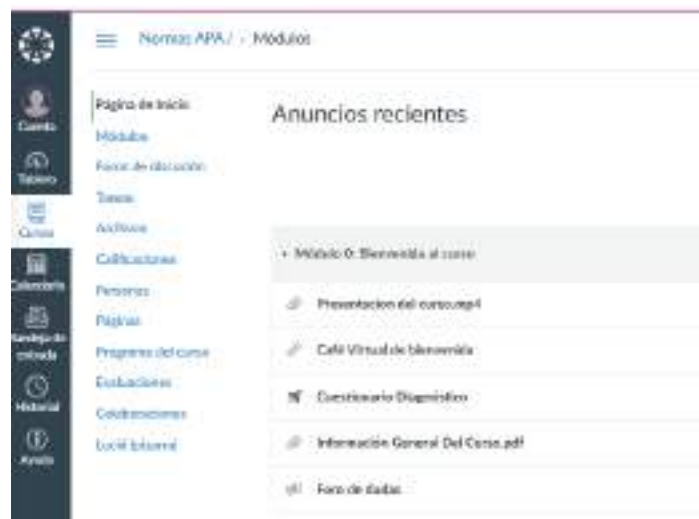 Normas APA / › Módulos
Cuenta
Tablero
Cursos
Calendario
Bandeja de
entrada
Historial
Ayuda
Página de Inicio
Módulos
Foros de discusión
Tareas
Archivos
Calificaciones
Personas
Páginas
Programa del curso
Evaluaciones
Colaboraciones
Anuncios recientes
Módulo 0: Bienvenida al curso
Presentacion del curso.mp4
Café Virtual de bienvenida
Cuestionario Diagnóstico
Información General Del Curso.pdf
Foro de dudas